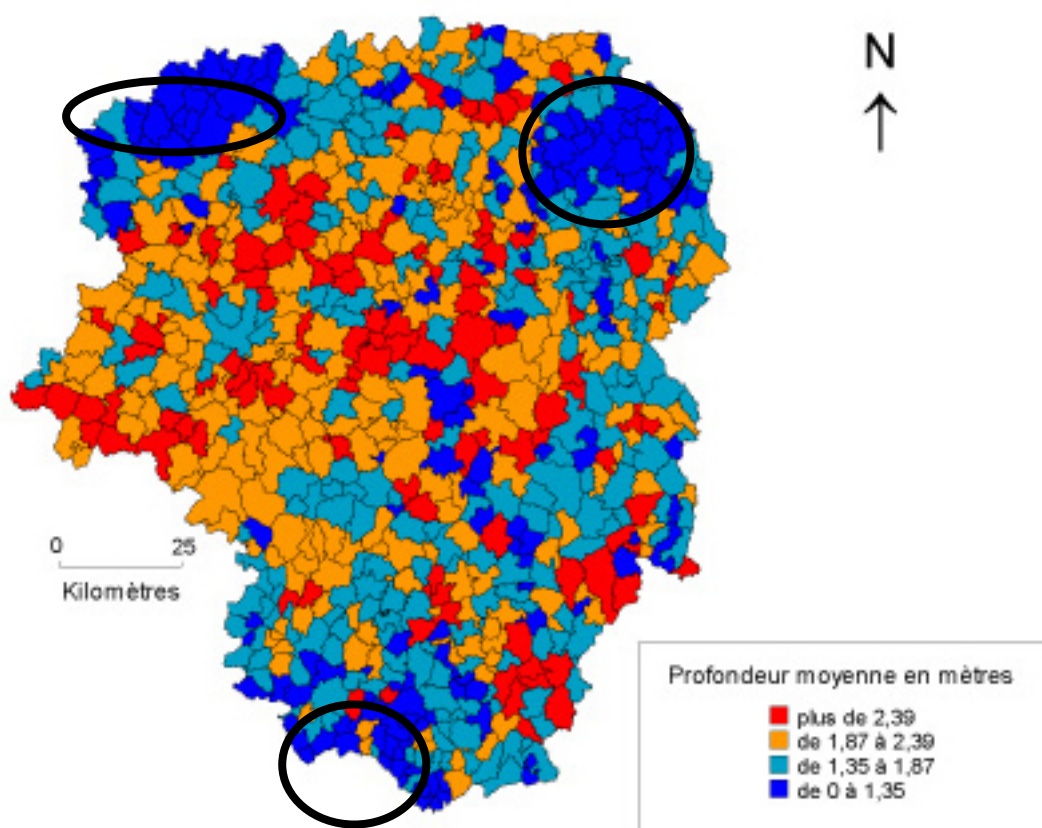 N
0 25
Kilomètres
Profondeur moyenne en mètres
plus de 2,39
de 1,87 à 2,39
de 1,35 à 1,87
de 0 à 1,35